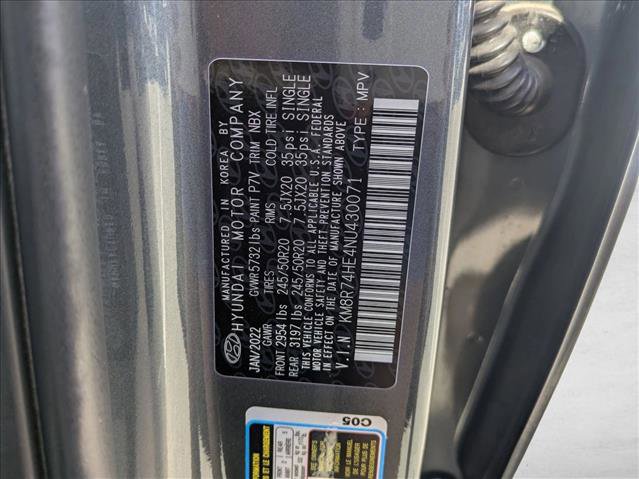 MANUFACTURED IN KOREA BY
HYUNDAI MOTOR COMPANY
JAN/2022 GVWR5732 lbs PAINT P7V TRIM NBX
GAWR TIRES RIMS COLD TIRE INFL
FRONT 2954 lbs 245/50R20 7.5JX20 35psi SINGLE
REAR 3197 lbs 245/50R20 7.5JX20 35psi SINGLE
THIS VEHICLE CONFORMS TO ALL APPLICABLE U.S.A. FEDERAL
MOTOR VEHICLE SAFETY AND THEFT PREVENTION STANDARDS
IN EFFECT ON THE DATE OF MANUFACTURE SHOWN ABOVE
V.I.N : KM8R74HE4NU430071 TYPE : MPV
C05